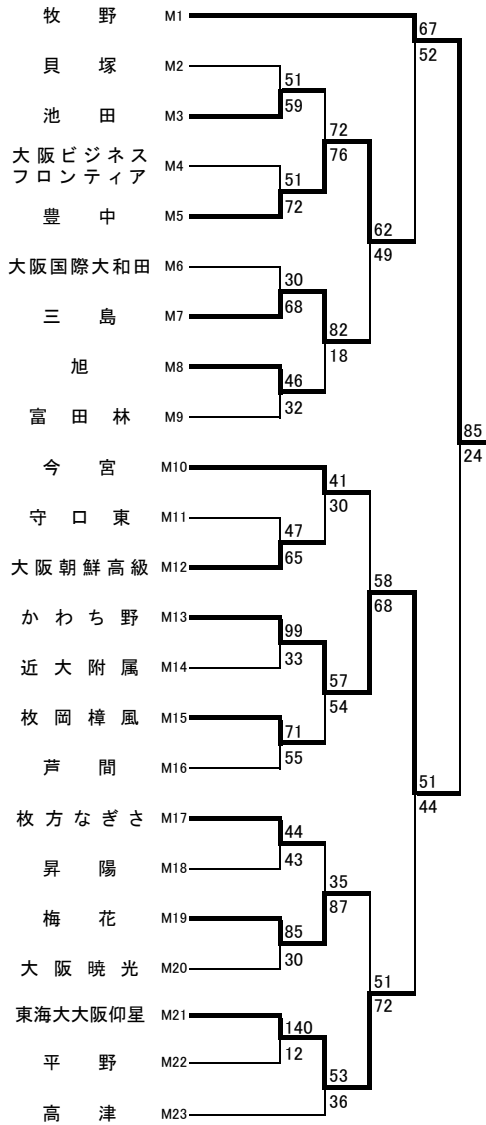 牧野 M1
67
52
貝塚 M2
51
59
池田 M3
72
76
大阪ビジネス
フロンティア M4
51
72
豊中 M5
62
49
大阪国際大和田 M6
30
68
三島 M7
82
18
旭 M8
46
32
富田林 M9
85
24
今宮 M10
41
30
守口東 M11
47
65
大阪朝鮮高級 M12
58
68
かわち野 M13
99
33
近大附属 M14
57
54
枚岡樟風 M15
71
55
芦間 M16
51
44
枚方なぎさ M17
44
43
昇陽 M18
35
87
梅花 M19
85
30
大阪暁光 M20
51
72
東海大大阪仰星 M21
140
12
平野 M22
53
36
高津 M23